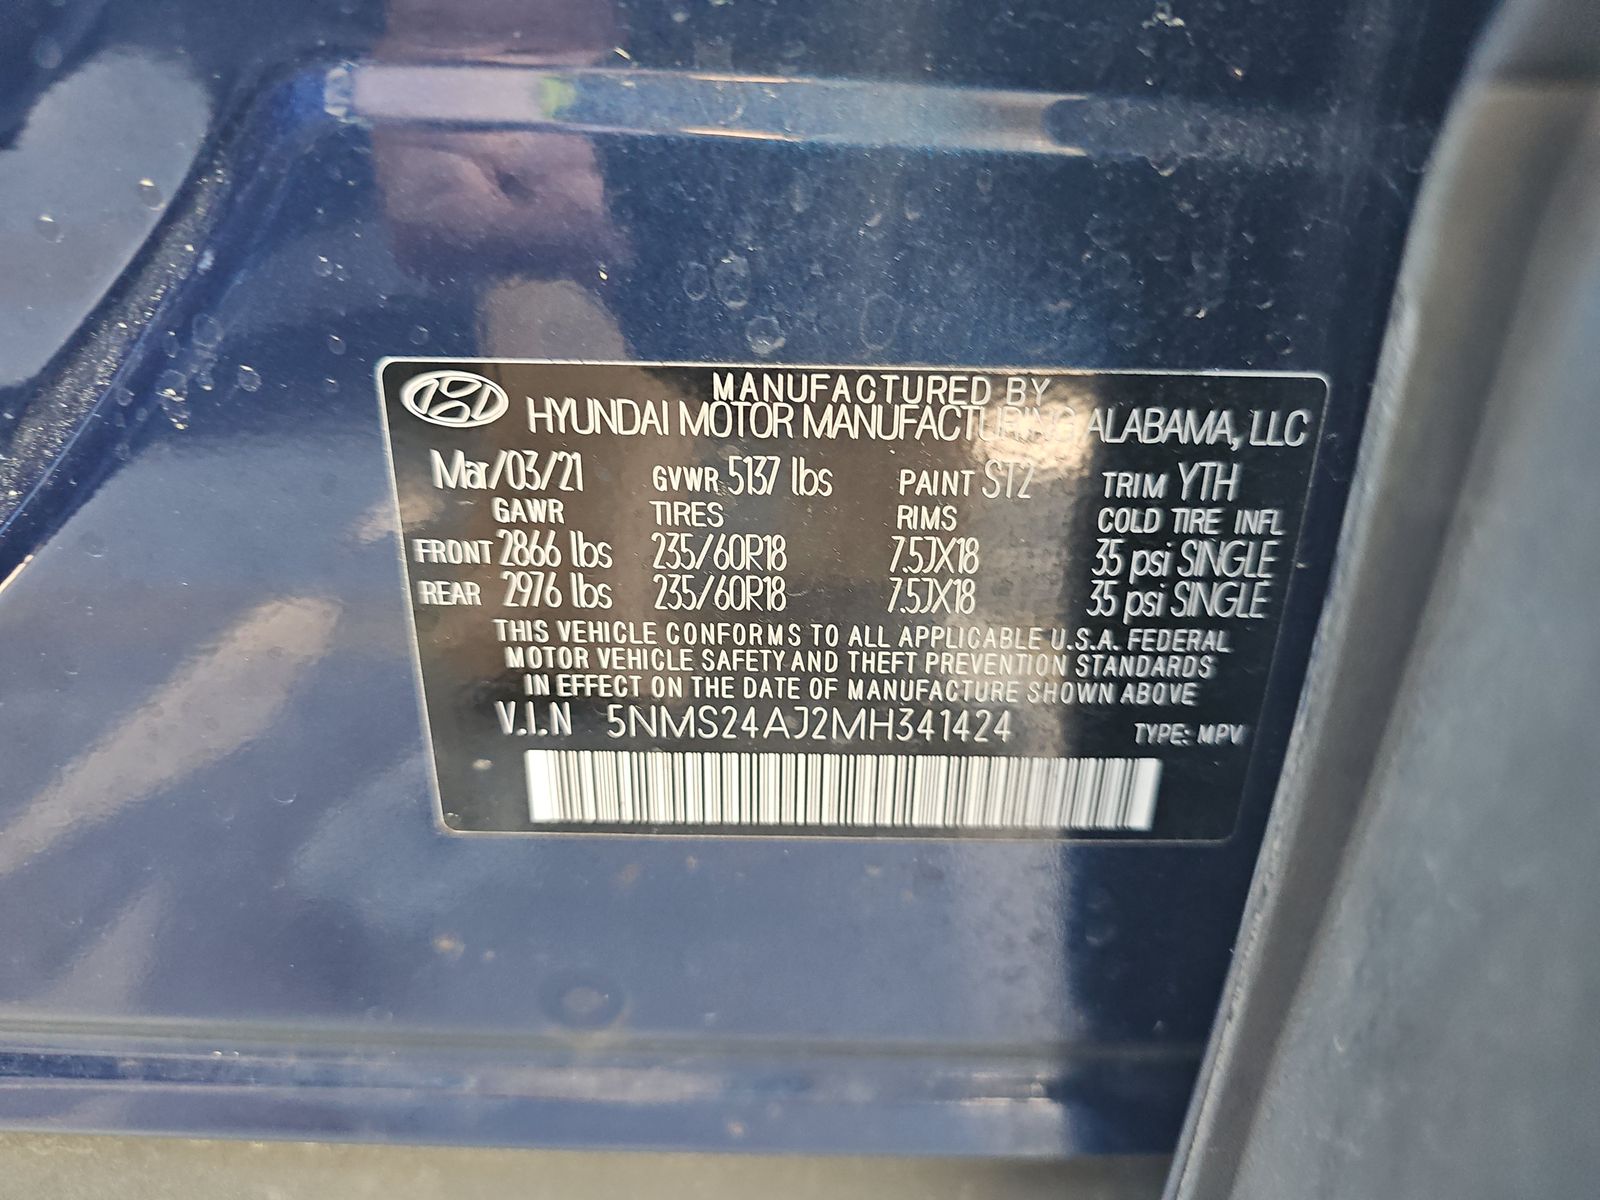 MANUFACTURED BY
HYUNDAI MOTOR MANUFACTURING ALABAMA, LLC
Mar/03/21 GVWR 5137 lbs PAINT ST2 TRIM YTH
GAWR TIRES RIMS COLD TIRE INFL
FRONT 2866 lbs 235/60R18 7.5JX18 35 psi SINGLE
REAR 2976 lbs 235/60R18 7.5JX18 35 psi SINGLE
THIS VEHICLE CONFORMS TO ALL APPLICABLE U.S.A. FEDERAL
MOTOR VEHICLE SAFETY AND THEFT PREVENTION STANDARDS
IN EFFECT ON THE DATE OF MANUFACTURE SHOWN ABOVE
V.I.N 5NMS24AJ2MH341424 TYPE: MPV